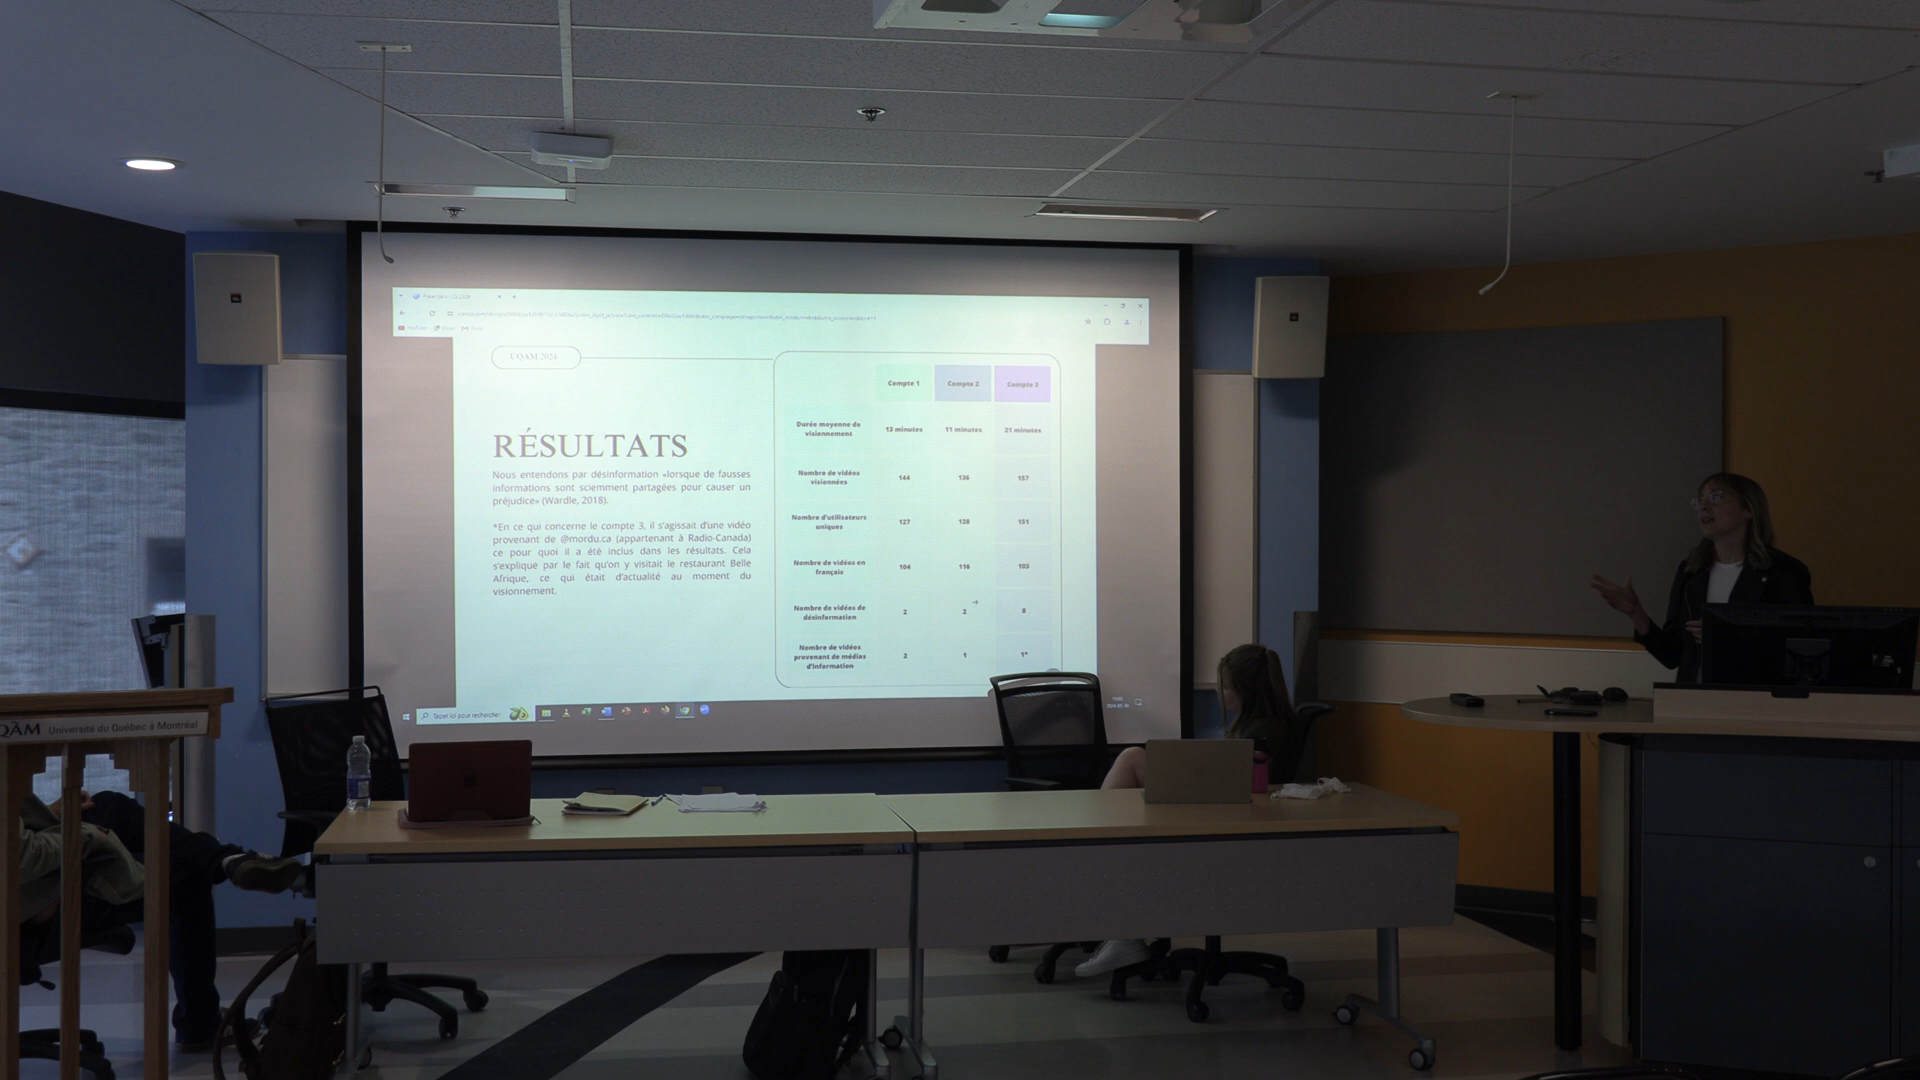 UQAM 2024
RÉSULTATS
Nous entendons par désinformation «lorsque de fausses
informations sont sciemment partagées pour causer un
préjudice» (Wardle, 2018).
*En ce qui concerne le compte 3, il s'agissait d'une vidéo
provenant de @mordu.ca (appartenant à Radio-Canada)
ce pour quoi il a été inclus dans les résultats. Cela
s'explique par le fait qu'on y visitait le restaurant Belle
Afrique, ce qui était d'actualité au moment du
visionnement.
Compte 1 Compte 2 Compte 3
Durée moyenne de
visionnement
13 minutes 11 minutes 21 minutes
Nombre de vidéos
visionnées
144 136 157
Nombre d'utilisateurs
uniques
127 128 151
Nombre de vidéos en
français
104 116 103
Nombre de vidéos de
désinformation
2 2 8
Nombre de vidéos
provenant de médias
d'information
2 1 1*
Taper ici pour rechercher
UQÀM Université du Québec à Montréal